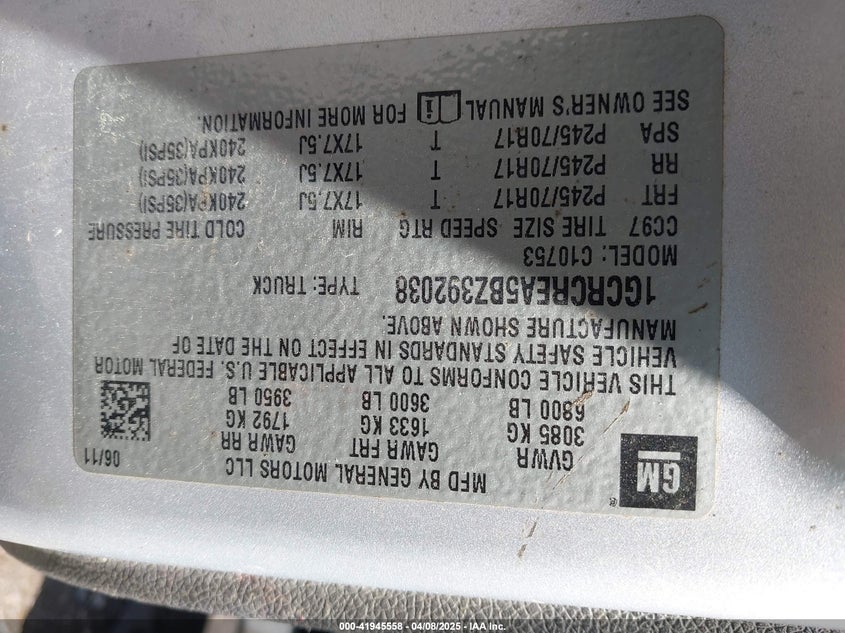 GM ®
MFD BY GENERAL MOTORS LLC 06/11
GVWR GAWR FRT GAWR RR
3085 KG 1633 KG 1792 KG
6800 LB 3600 LB 3950 LB
THIS VEHICLE CONFORMS TO ALL APPLICABLE U.S. FEDERAL MOTOR
VEHICLE SAFETY STANDARDS IN EFFECT ON THE DATE OF
MANUFACTURE SHOWN ABOVE.
1GCRCREA5BZ392038 TYPE: TRUCK
MODEL: C10753
CC97 TIRE SIZE SPEED RTG RIM COLD TIRE PRESSURE
FRT P245/70R17 T 17X7.5J 240KPA(35PSI)
RR P245/70R17 T 17X7.5J 240KPA(35PSI)
SPA P245/70R17 T 17X7.5J 240KPA(35PSI)
SEE OWNER'S MANUAL i FOR MORE INFORMATION.
000-41945558 - 04/08/2025 - IAA Inc.